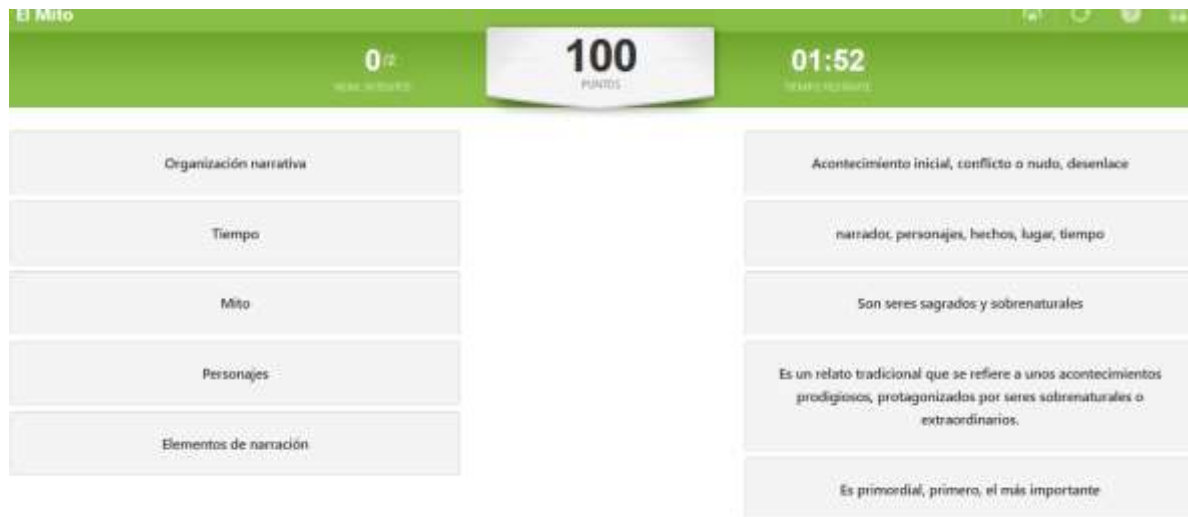 El Mito
0/2
100
PUNTOS
01:52
Organización narrativa
Acontecimiento inicial, conflicto o nudo, desenlace
Tiempo
narrador, personajes, hechos, lugar, tiempo
Mito
Son seres sagrados y sobrenaturales
Personajes
Es un relato tradicional que se refiere a unos acontecimientos
prodigiosos, protagonizados por seres sobrenaturales o
extraordinarios.
Elementos de narración
Es primordial, primero, el más importante